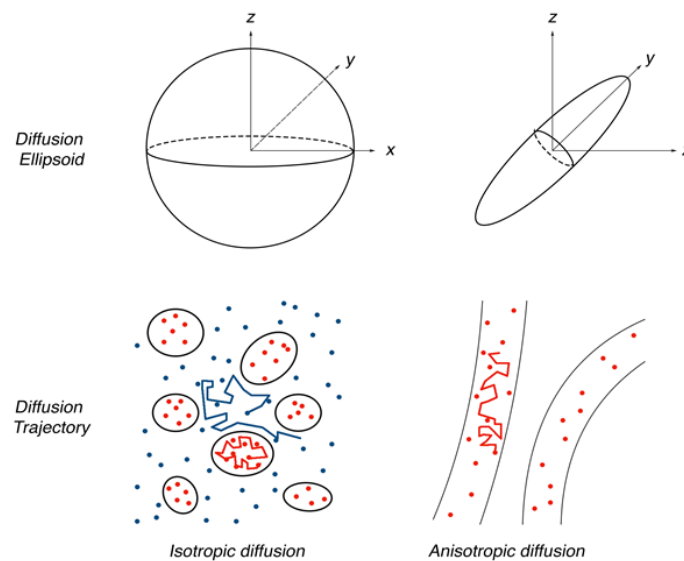 z
y
x
z
y
Diffusion
Ellipsoid
Diffusion
Trajectory
Isotropic diffusion
Anisotropic diffusion